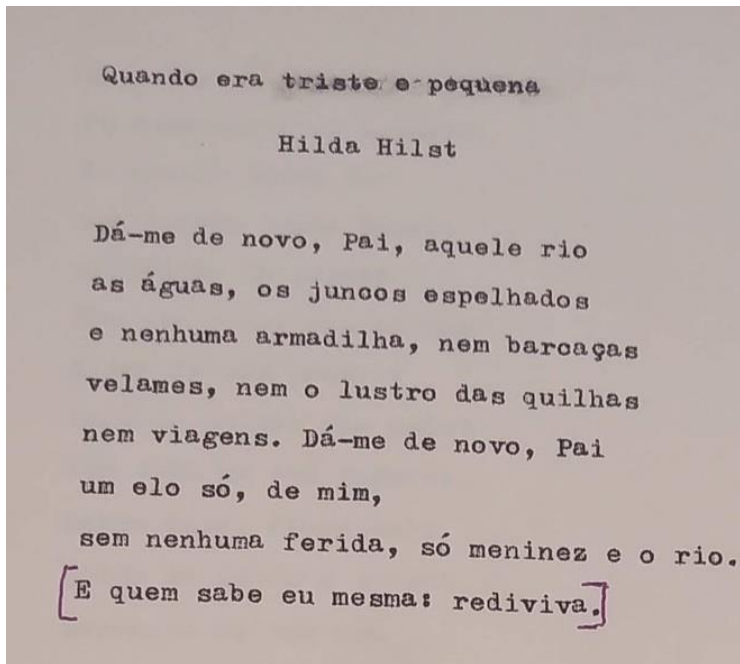 Quando era triste e pequena
Hilda Hilst
Dá-me de novo, Pai, aquele rio
as águas, os juncos espelhados
e nenhuma armadilha, nem barcaças
velames, nem o lustro das quilhas
nem viagens. Dá-me de novo, Pai
um elo só, de mim,
sem nenhuma ferida, só meninez e o rio.
[E quem sabe eu mesma: rediviva.]